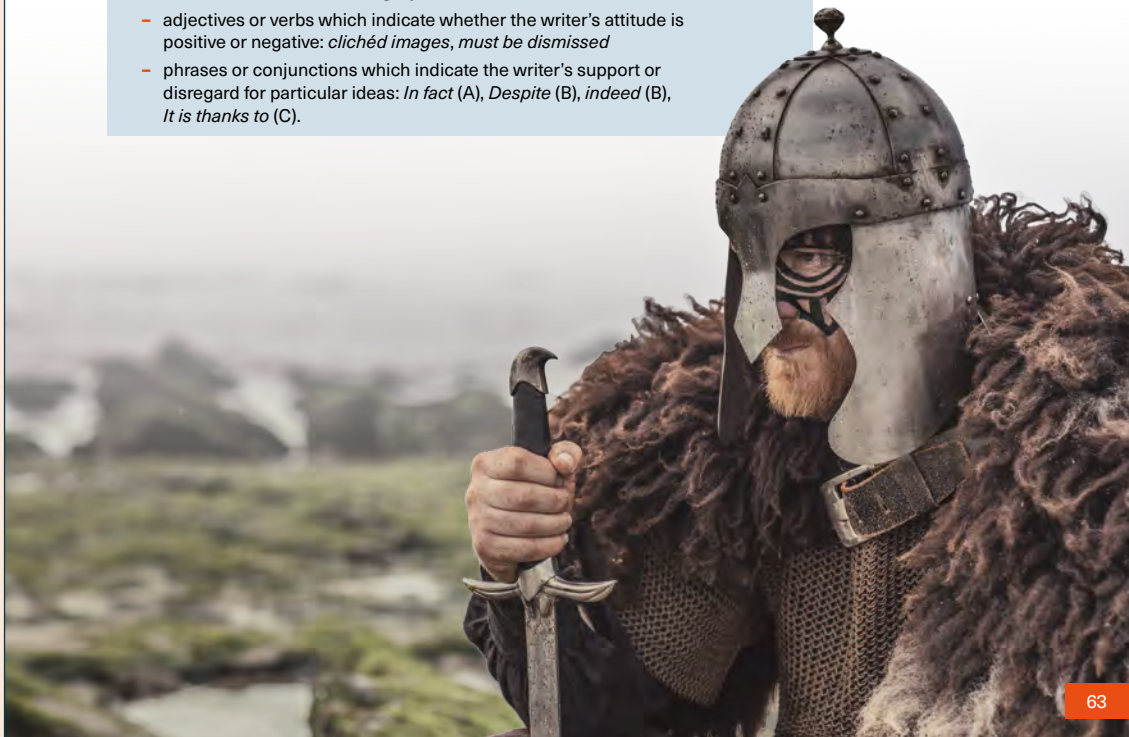 – adjectives or verbs which indicate whether the writer's attitude is
positive or negative: clichéd images, must be dismissed
– phrases or conjunctions which indicate the writer's support or
disregard for particular ideas: In fact (A), Despite (B), indeed (B),
It is thanks to (C).
63